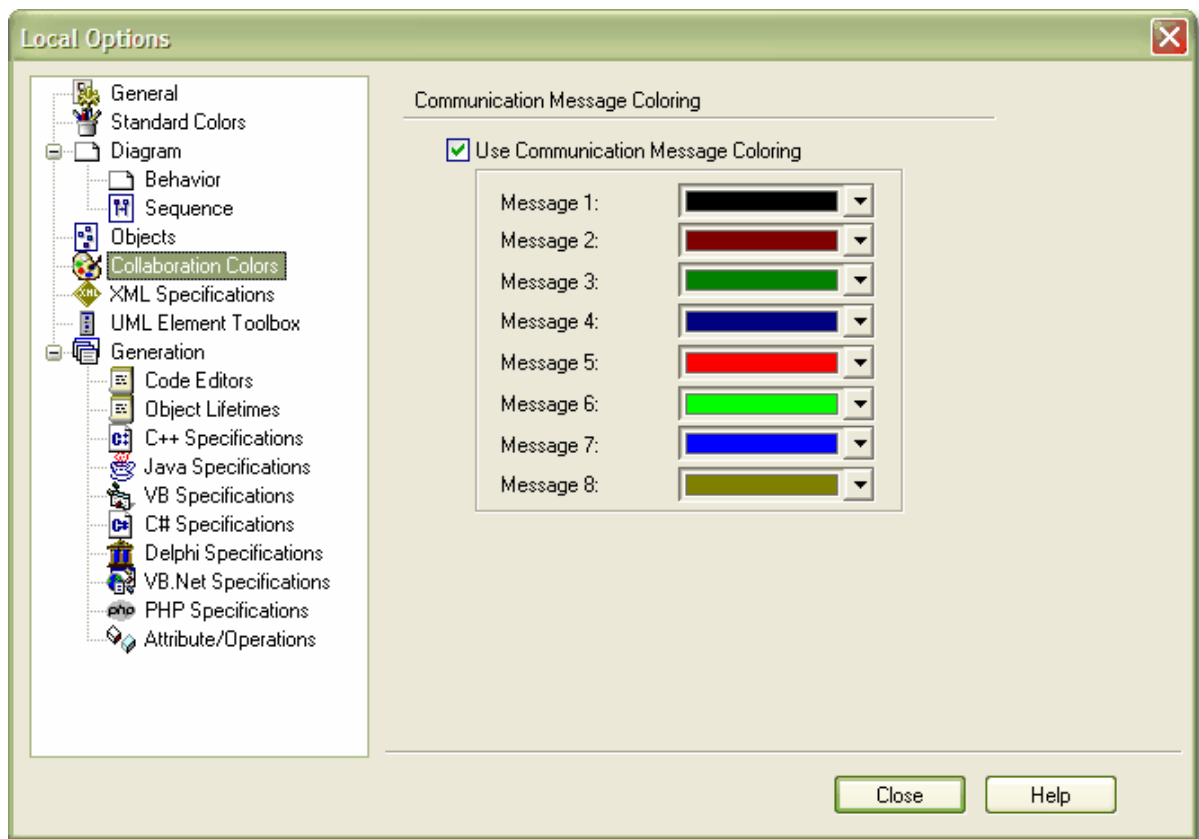 Local Options
General
Standard Colors
Diagram
Behavior
Sequence
Objects
Collaboration Colors
XML Specifications
UML Element Toolbox
Generation
Code Editors
Object Lifetimes
C++ Specifications
Java Specifications
VB Specifications
C# Specifications
Delphi Specifications
VB.Net Specifications
php PHP Specifications
Attribute/Operations
Communication Message Coloring
Use Communication Message Coloring
Message 1:
Message 2:
Message 3:
Message 4:
Message 5:
Message 6:
Message 7:
Message 8:
Close Help